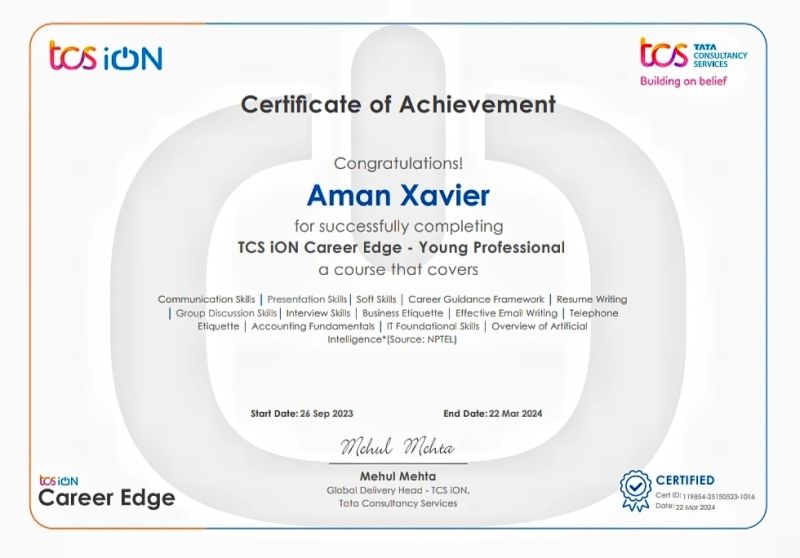 tcs iON
tcs TATA CONSULTANCY SERVICES
Building on belief
Certificate of Achievement
Congratulations!
Aman Xavier
for successfully completing
TCS iON Career Edge - Young Professional
a course that covers
Communication Skills | Presentation Skills | Soft Skills | Career Guidance Framework | Resume Writing
| Group Discussion Skills | Interview Skills | Business Etiquette | Effective Email Writing | Telephone
Etiquette | Accounting Fundamentals | IT Foundational Skills | Overview of Artificial
Intelligence*(Source: NPTEL)
Start Date: 26 Sep 2023 End Date: 22 Mar 2024
Mehul Mehta
Mehul Mehta
Global Delivery Head - TCS iON,
Tata Consultancy Services
tcs iON
Career Edge
CERTIFIED
Cert ID: 119854-25150523-1016
Date: 22 Mar 2024